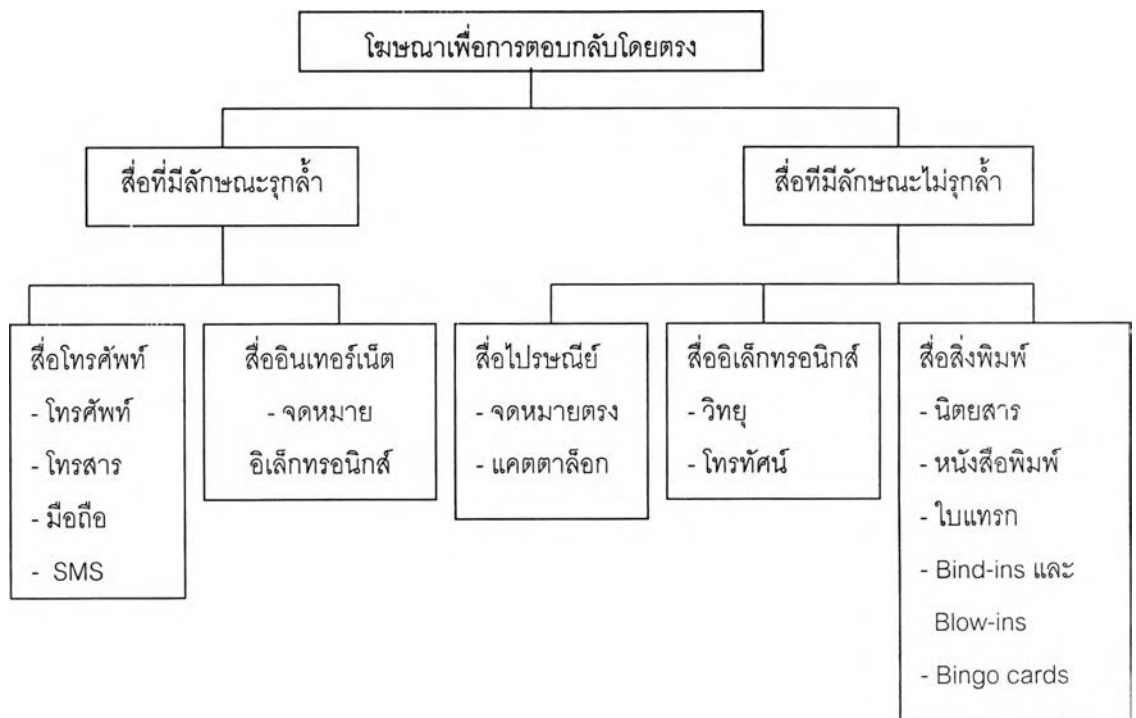 โฆษณาเพื่อการตอบกลับโดยตรง
สื่อที่มีลักษณะรุกล้ำ
สื่อทีมีลักษณะไม่รุกล้ำ
สื่อโทรศัพท์
- โทรศัพท์
- โทรสาร
- มือถือ
- SMS
สื่ออินเทอร์เน็ต
- จดหมาย
อิเล็กทรอนิกส์
สื่อไปรษณีย์
- จดหมายตรง
- แคตตาล็อก
สื่ออิเล็กทรอนิกส์
- วิทยุ
- โทรทัศน์
สื่อสิ่งพิมพ์
- นิตยสาร
- หนังสือพิมพ์
- ใบแทรก
- Bind-ins และ
Blow-ins
- Bingo cards